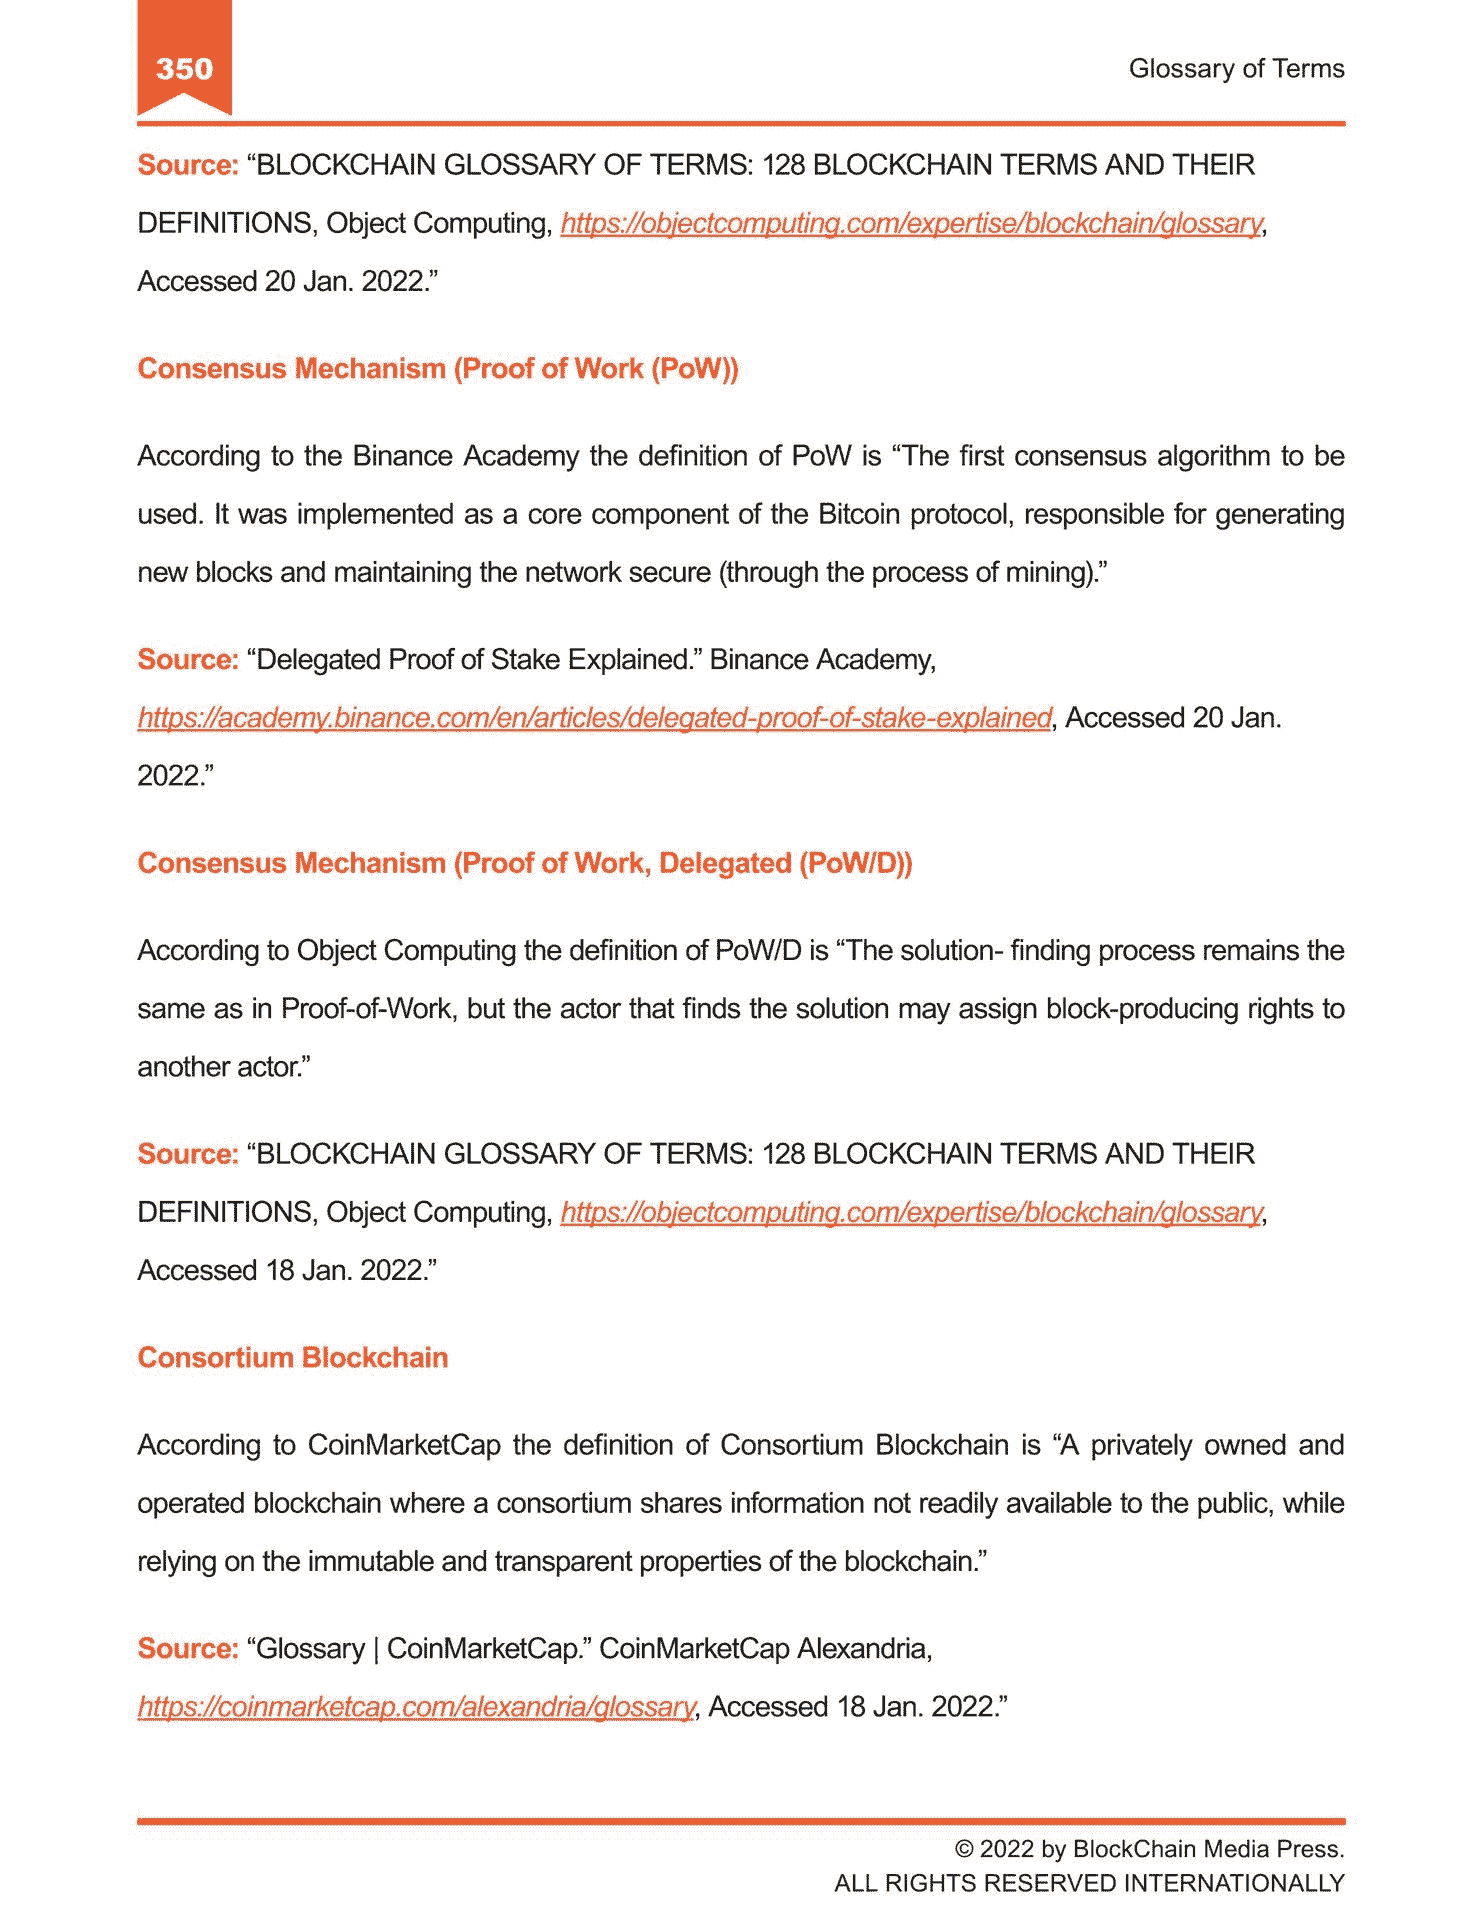 350
Glossary of Terms
Source: “BLOCKCHAIN GLOSSARY OF TERMS: 128 BLOCKCHAIN TERMS AND THEIR
DEFINITIONS, Object Computing, https://objectcomputing.com/expertise/blockchain/glossary,
Accessed 20 Jan. 2022.”
Consensus Mechanism (Proof of Work (PoW))
According to the Binance Academy the definition of PoW is “The first consensus algorithm to be
used. It was implemented as a core component of the Bitcoin protocol, responsible for generating
new blocks and maintaining the network secure (through the process of mining).”
Source: “Delegated Proof of Stake Explained.” Binance Academy,
https://academy.binance.com/en/articles/delegated-proof-of-stake-explained, Accessed 20 Jan.
2022.”
Consensus Mechanism (Proof of Work, Delegated (PoW/D))
According to Object Computing the definition of PoW/D is “The solution- finding process remains the
same as in Proof-of-Work, but the actor that finds the solution may assign block-producing rights to
another actor.”
Source: “BLOCKCHAIN GLOSSARY OF TERMS: 128 BLOCKCHAIN TERMS AND THEIR
DEFINITIONS, Object Computing, https://objectcomputing.com/expertise/blockchain/glossary,
Accessed 18 Jan. 2022.”
Consortium Blockchain
According to CoinMarketCap the definition of Consortium Blockchain is “A privately owned and
operated blockchain where a consortium shares information not readily available to the public, while
relying on the immutable and transparent properties of the blockchain.”
Source: “Glossary | CoinMarketCap.” CoinMarketCap Alexandria,
https://coinmarketcap.com/alexandria/glossary, Accessed 18 Jan. 2022.”
© 2022 by BlockChain Media Press.
ALL RIGHTS RESERVED INTERNATIONALLY